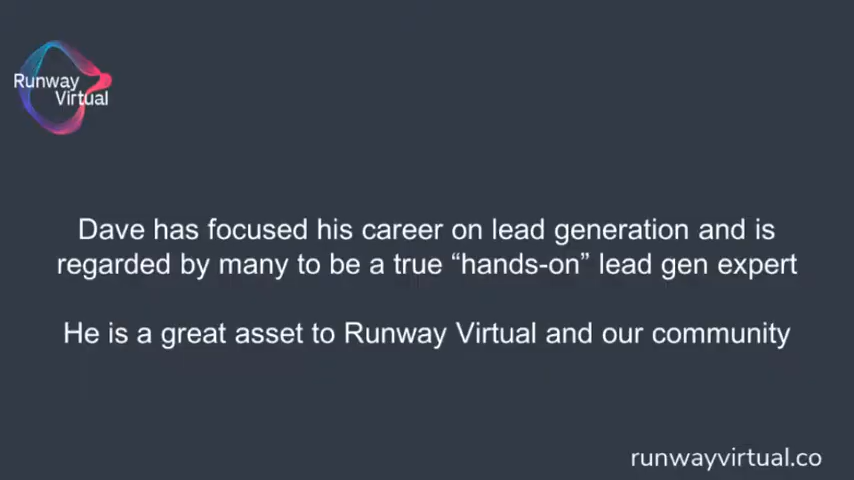 Runway
Virtual
Dave has focused his career on lead generation and is
regarded by many to be a true “hands-on” lead gen expert
He is a great asset to Runway Virtual and our community
runwayvirtual.co